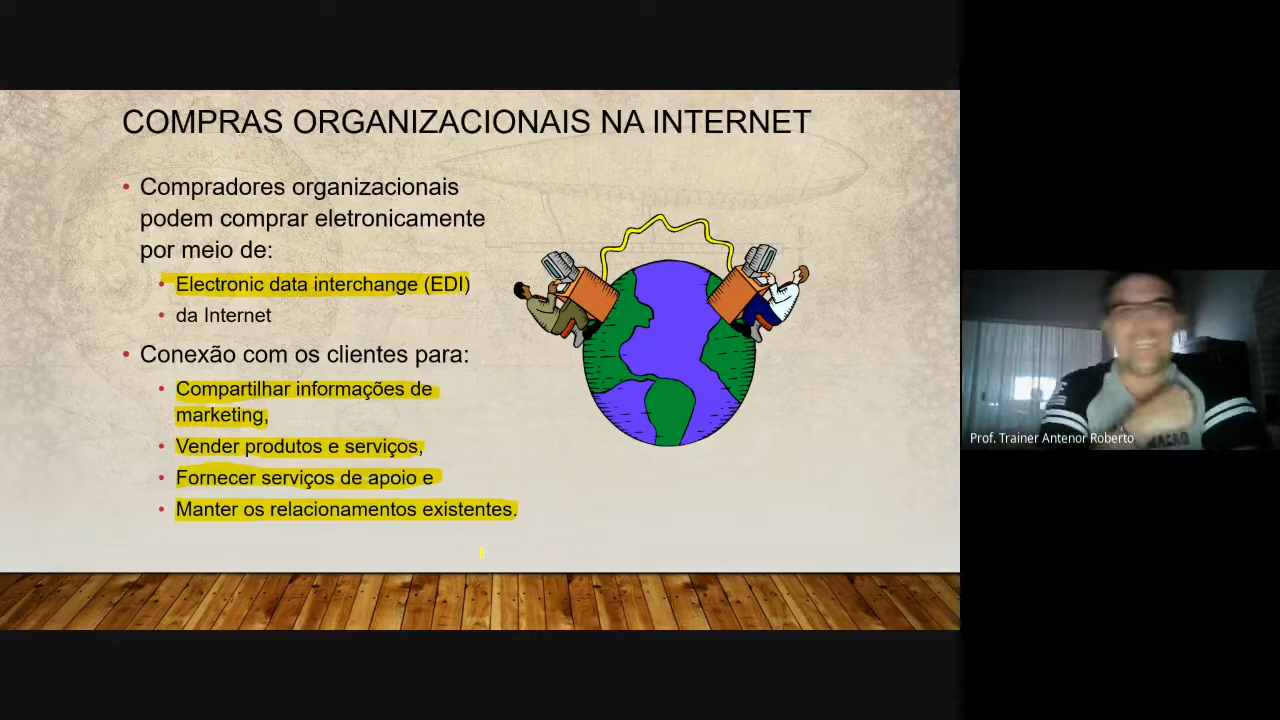 COMPRAS ORGANIZACIONAIS NA INTERNET
• Compradores organizacionais
podem comprar eletronicamente
por meio de:
• Electronic data interchange (EDI)
• da Internet
• Conexão com os clientes para:
• Compartilhar informações de
marketing,
• Vender produtos e serviços,
• Fornecer serviços de apoio e
• Manter os relacionamentos existentes.
Prof. Trainer Antenor Roberto